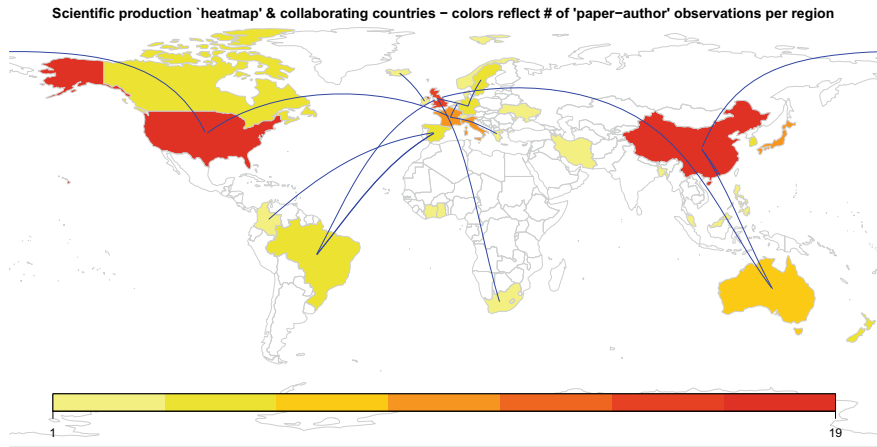 Scientific production `heatmap' & collaborating countries − colors reflect # of 'paper−author' observations per region
1
19